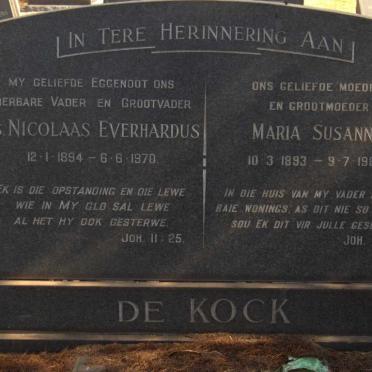 IN TERE HERINNERING AAN
MY GELIEFDE EGGENOOT ONS
VADER EN GROOTVADER
NICOLAAS EVERHARDUS
12-1-1894 - 6-6-1970.
EK IS DIE OPSTANDING EN DIE LEWE
WIE IN MY GLO SAL LEWE
AL HET HY OOK GESTERWE.
JOH. 11:25.
ONS GELIEFDE
EN GROOTMOEDER
MARIA
10-3-1893 - 9-7-
IN DIE HUIS VAN MY VADER
BAIE WONINGS, AS DIT NIE SO
SOU EK DIT VIR JULLE
JOH.
DE KOCK